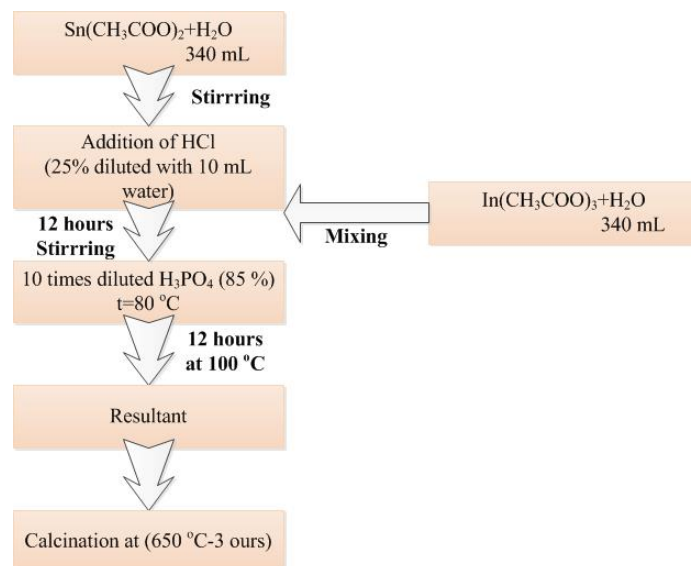 Sn(CH₃COO)₂+H₂O
340 mL
Stirrring
Addition of HCl
(25% diluted with 10 mL
water)
In(CH₃COO)₃+H₂O
340 mL
Mixing
12 hours
Stirrring
10 times diluted H₃PO₄ (85 %)
t=80 °C
12 hours
at 100 °C
Resultant
Calcination at (650 °C-3 ours)